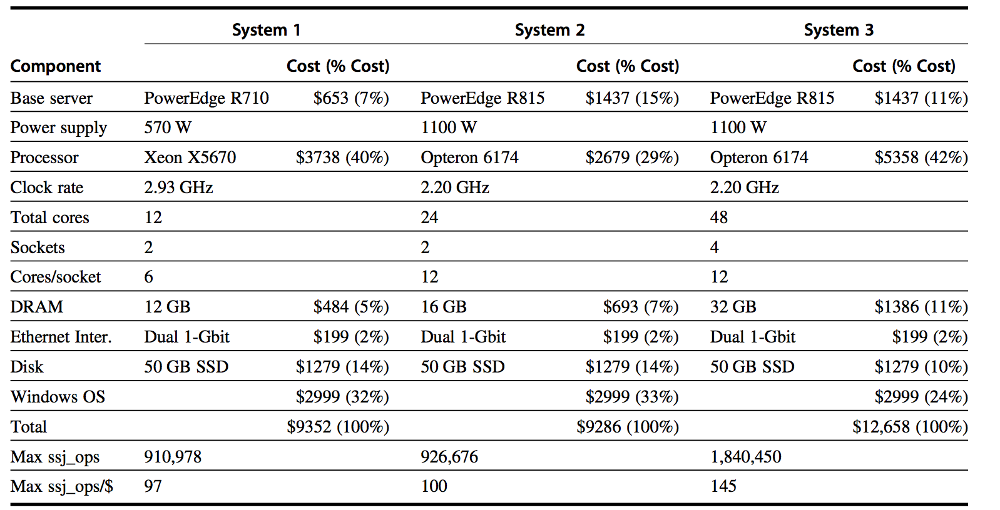 System 1 System 2 System 3
Component Cost (% Cost) Cost (% Cost) Cost (% Cost)
Base server PowerEdge R710 $653 (7%) PowerEdge R815 $1437 (15%) PowerEdge R815 $1437 (11%)
Power supply 570 W 1100 W 1100 W
Processor Xeon X5670 $3738 (40%) Opteron 6174 $2679 (29%) Opteron 6174 $5358 (42%)
Clock rate 2.93 GHz 2.20 GHz 2.20 GHz
Total cores 12 24 48
Sockets 2 2 4
Cores/socket 6 12 12
DRAM 12 GB $484 (5%) 16 GB $693 (7%) 32 GB $1386 (11%)
Ethernet Inter. Dual 1-Gbit $199 (2%) Dual 1-Gbit $199 (2%) Dual 1-Gbit $199 (2%)
Disk 50 GB SSD $1279 (14%) 50 GB SSD $1279 (14%) 50 GB SSD $1279 (10%)
Windows OS $2999 (32%) $2999 (33%) $2999 (24%)
Total $9352 (100%) $9286 (100%) $12,658 (100%)
Max ssj_ops 910,978 926,676 1,840,450
Max ssj_ops/$ 97 100 145